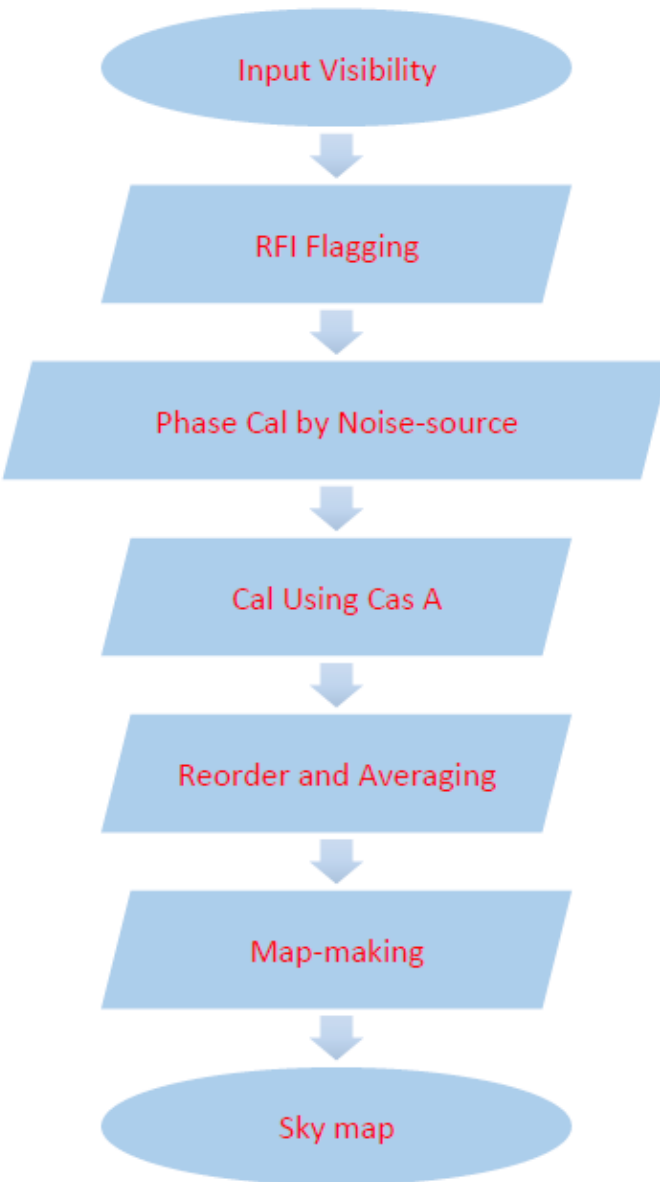 Input Visibility
RFI Flagging
Phase Cal by Noise-source
Cal Using Cas A
Reorder and Averaging
Map-making
Sky map